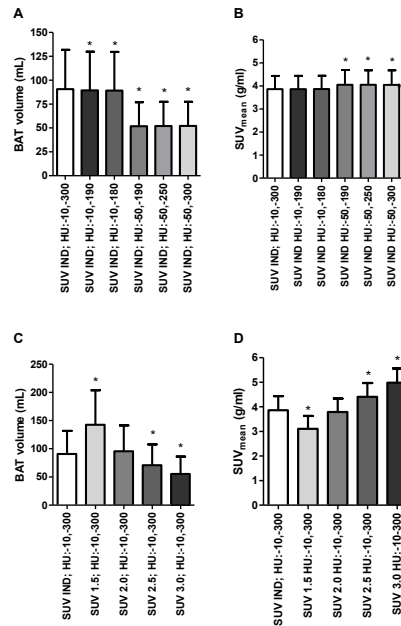 A
BAT volume (mL)
150
125
100
75
50
25
0
* * * * *
SUV IND; HU:-10,-300
SUV IND; HU:-10,-190
SUV IND; HU:-10,-180
SUV IND; HU:-50,-190
SUV IND; HU:-50,-250
SUV IND; HU:-50,-300
B
SUVmean (g/ml)
6
5
4
3
2
1
0
* * *
SUV IND; HU:-10,-300
SUV IND HU:-10,-190
SUV IND HU:-10,-180
SUV IND HU:-50,-190
SUV IND HU:-50,-250
SUV IND HU:-50,-300
C
BAT volume (mL)
250
200
150
100
50
0
* * *
SUV IND; HU:-10,-300
SUV 1.5; HU:-10,-300
SUV 2.0; HU:-10,-300
SUV 2.5; HU:-10,-300
SUV 3.0; HU:-10,-300
D
SUVmean (g/ml)
6
5
4
3
2
1
0
* * *
SUV IND; HU:-10,-300
SUV 1.5 HU:-10,-300
SUV 2.0 HU:-10,-300
SUV 2.5 HU:-10,-300
SUV 3.0 HU:-10,-300